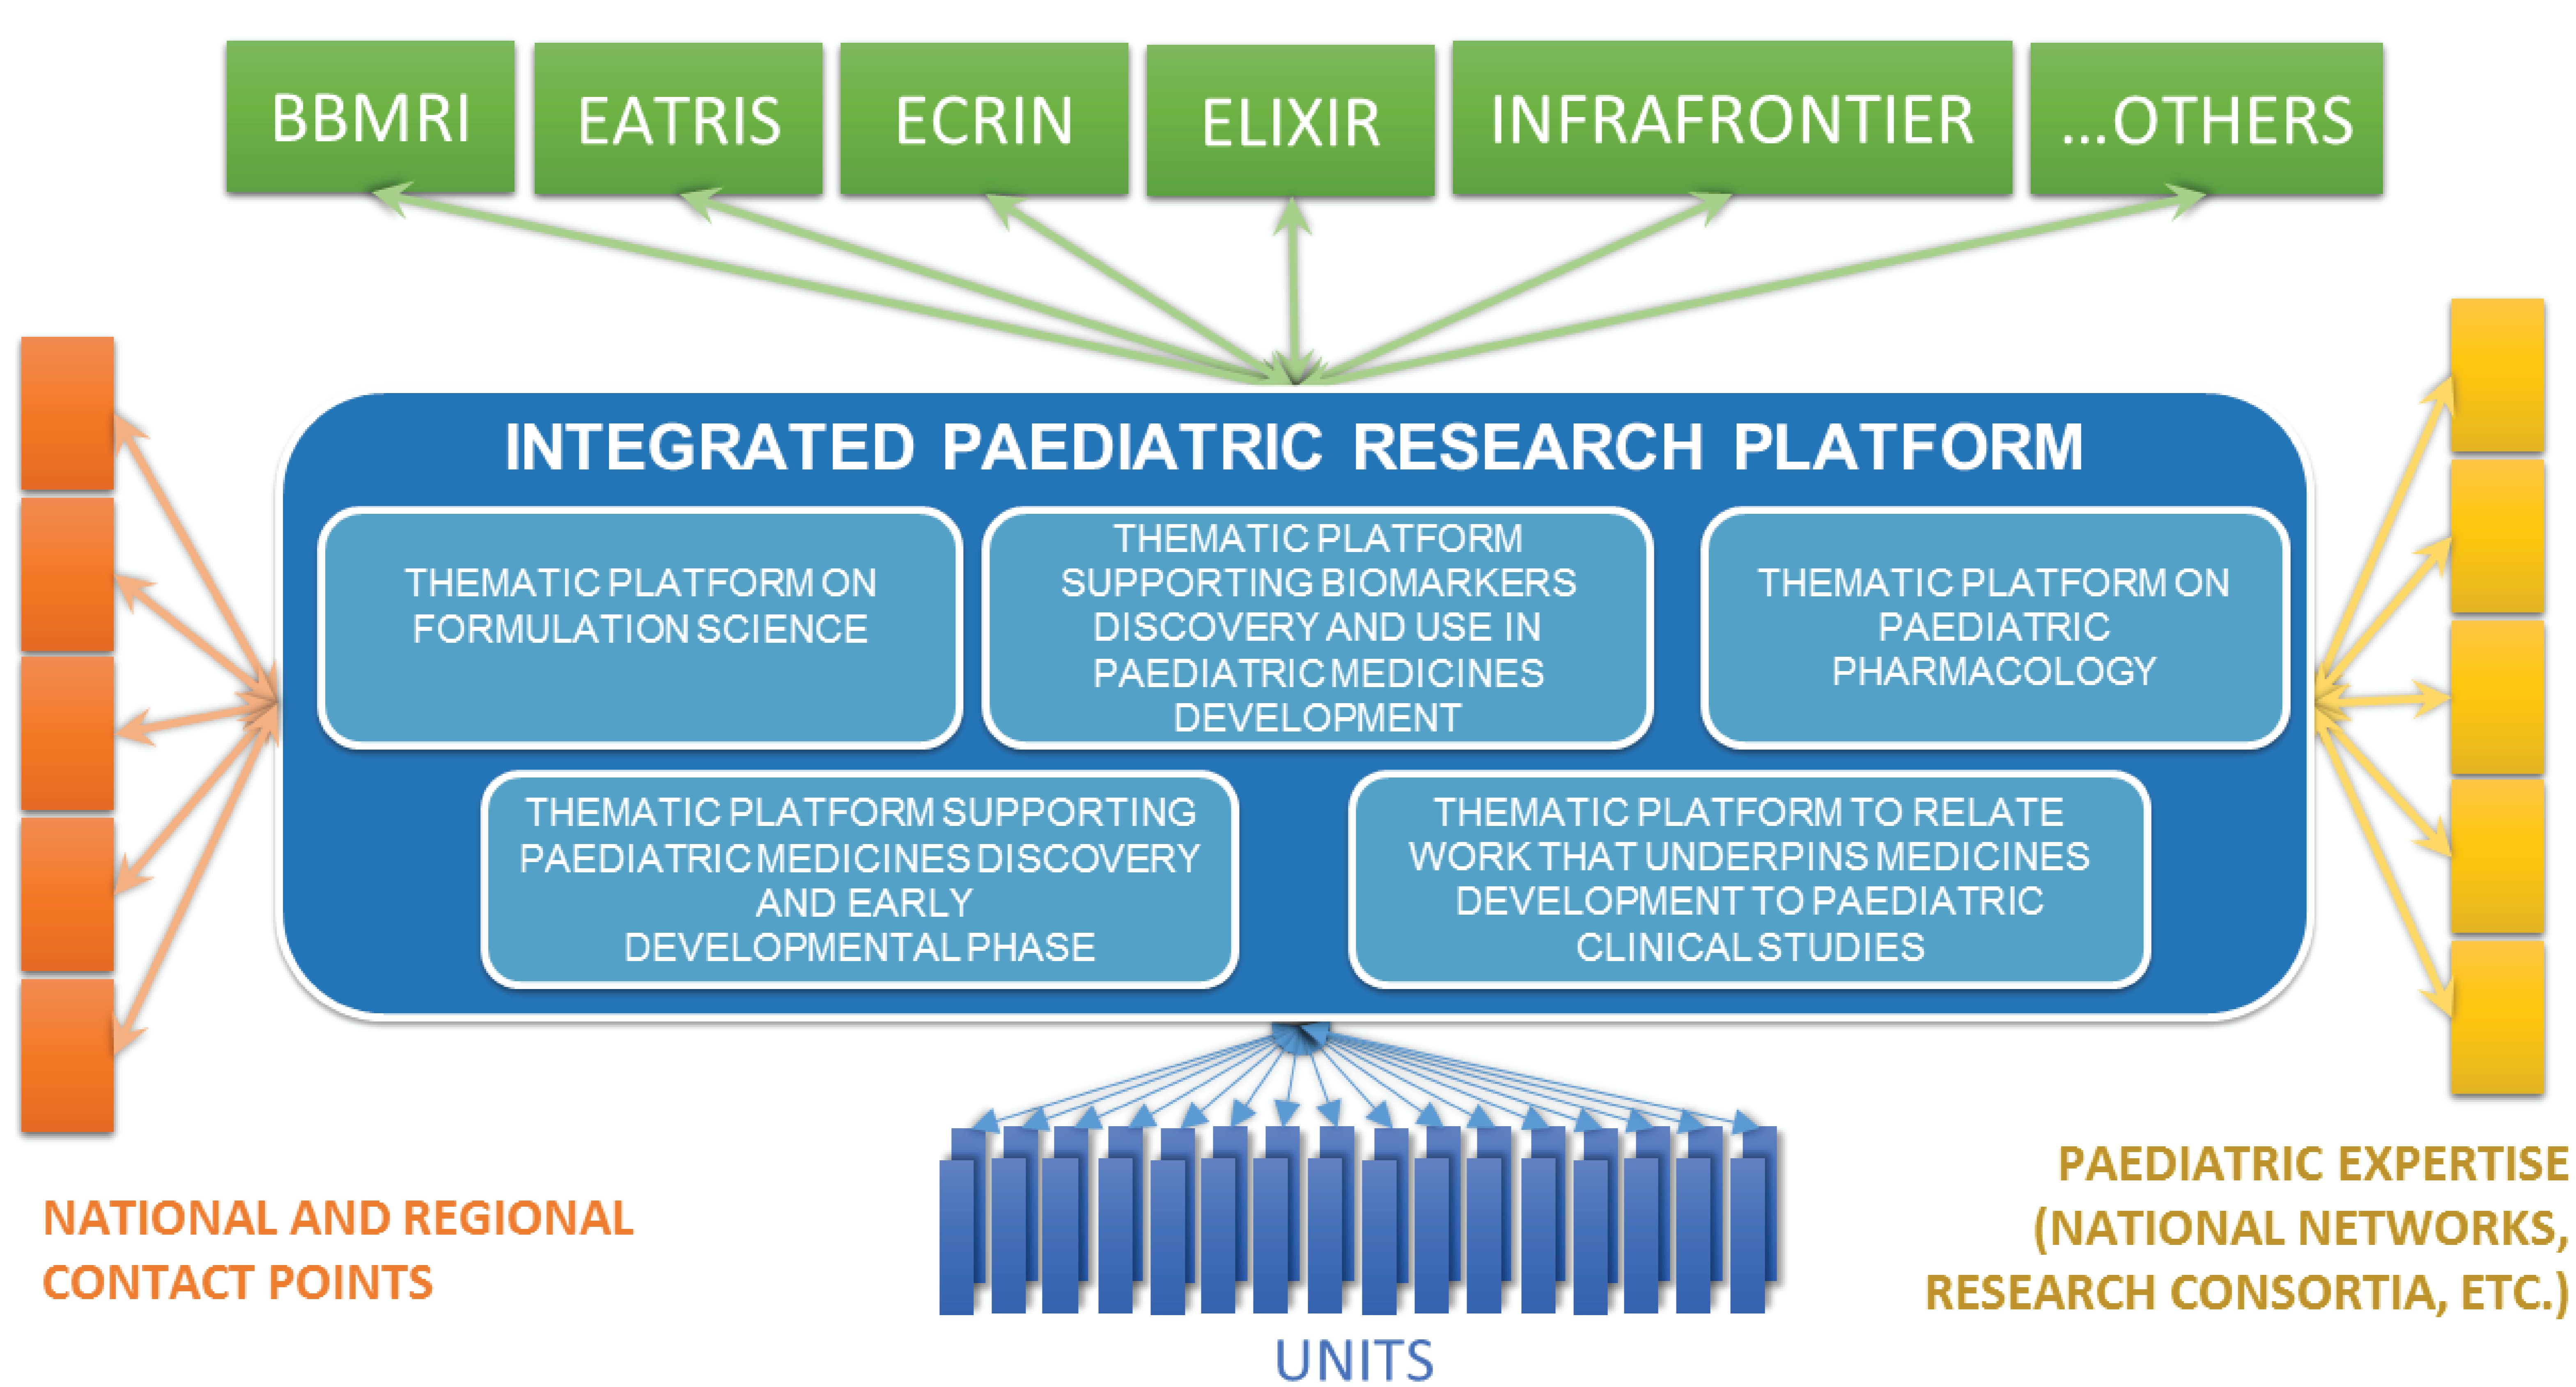 BBMRI
EATRIS
ECRIN
ELIXIR
INFRAFRONTIER
...OTHERS
INTEGRATED PAEDIATRIC RESEARCH PLATFORM
THEMATIC PLATFORM ON
FORMULATION SCIENCE
THEMATIC PLATFORM
SUPPORTING BIOMARKERS
DISCOVERY AND USE IN
PAEDIATRIC MEDICINES
DEVELOPMENT
THEMATIC PLATFORM ON
PAEDIATRIC
PHARMACOLOGY
THEMATIC PLATFORM SUPPORTING
PAEDIATRIC MEDICINES DISCOVERY
AND EARLY
DEVELOPMENTAL PHASE
THEMATIC PLATFORM TO RELATE
WORK THAT UNDERPINS MEDICINES
DEVELOPMENT TO PAEDIATRIC
CLINICAL STUDIES
NATIONAL AND REGIONAL
CONTACT POINTS
UNITS
PAEDIATRIC EXPERTISE
(NATIONAL NETWORKS,
RESEARCH CONSORTIA, ETC.)